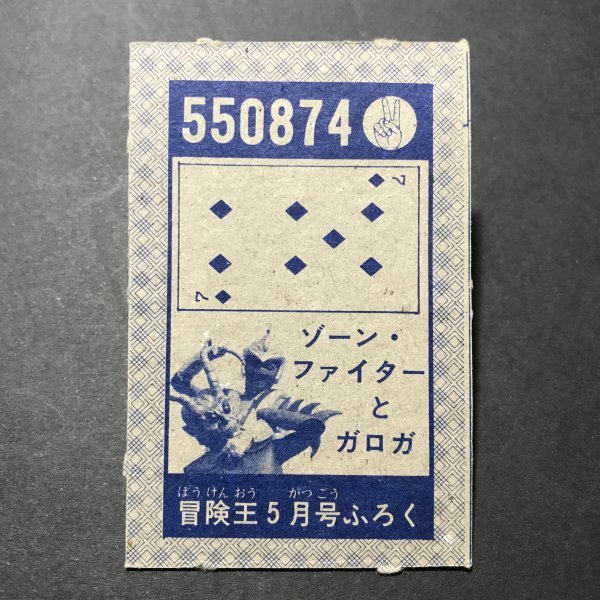 550874
7
7
ゾーン・
ファイター
と
ガロガ
ぼうけんおう がつごう
冒険王5月号ふろく